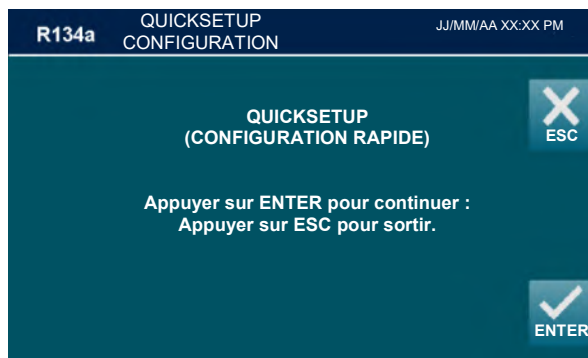 R134a
QUICKSETUP
CONFIGURATION
JJ/MM/AA XX:XX PM
QUICKSETUP
(CONFIGURATION RAPIDE)
ESC
Appuyer sur ENTER pour continuer :
Appuyer sur ESC pour sortir.
ENTER